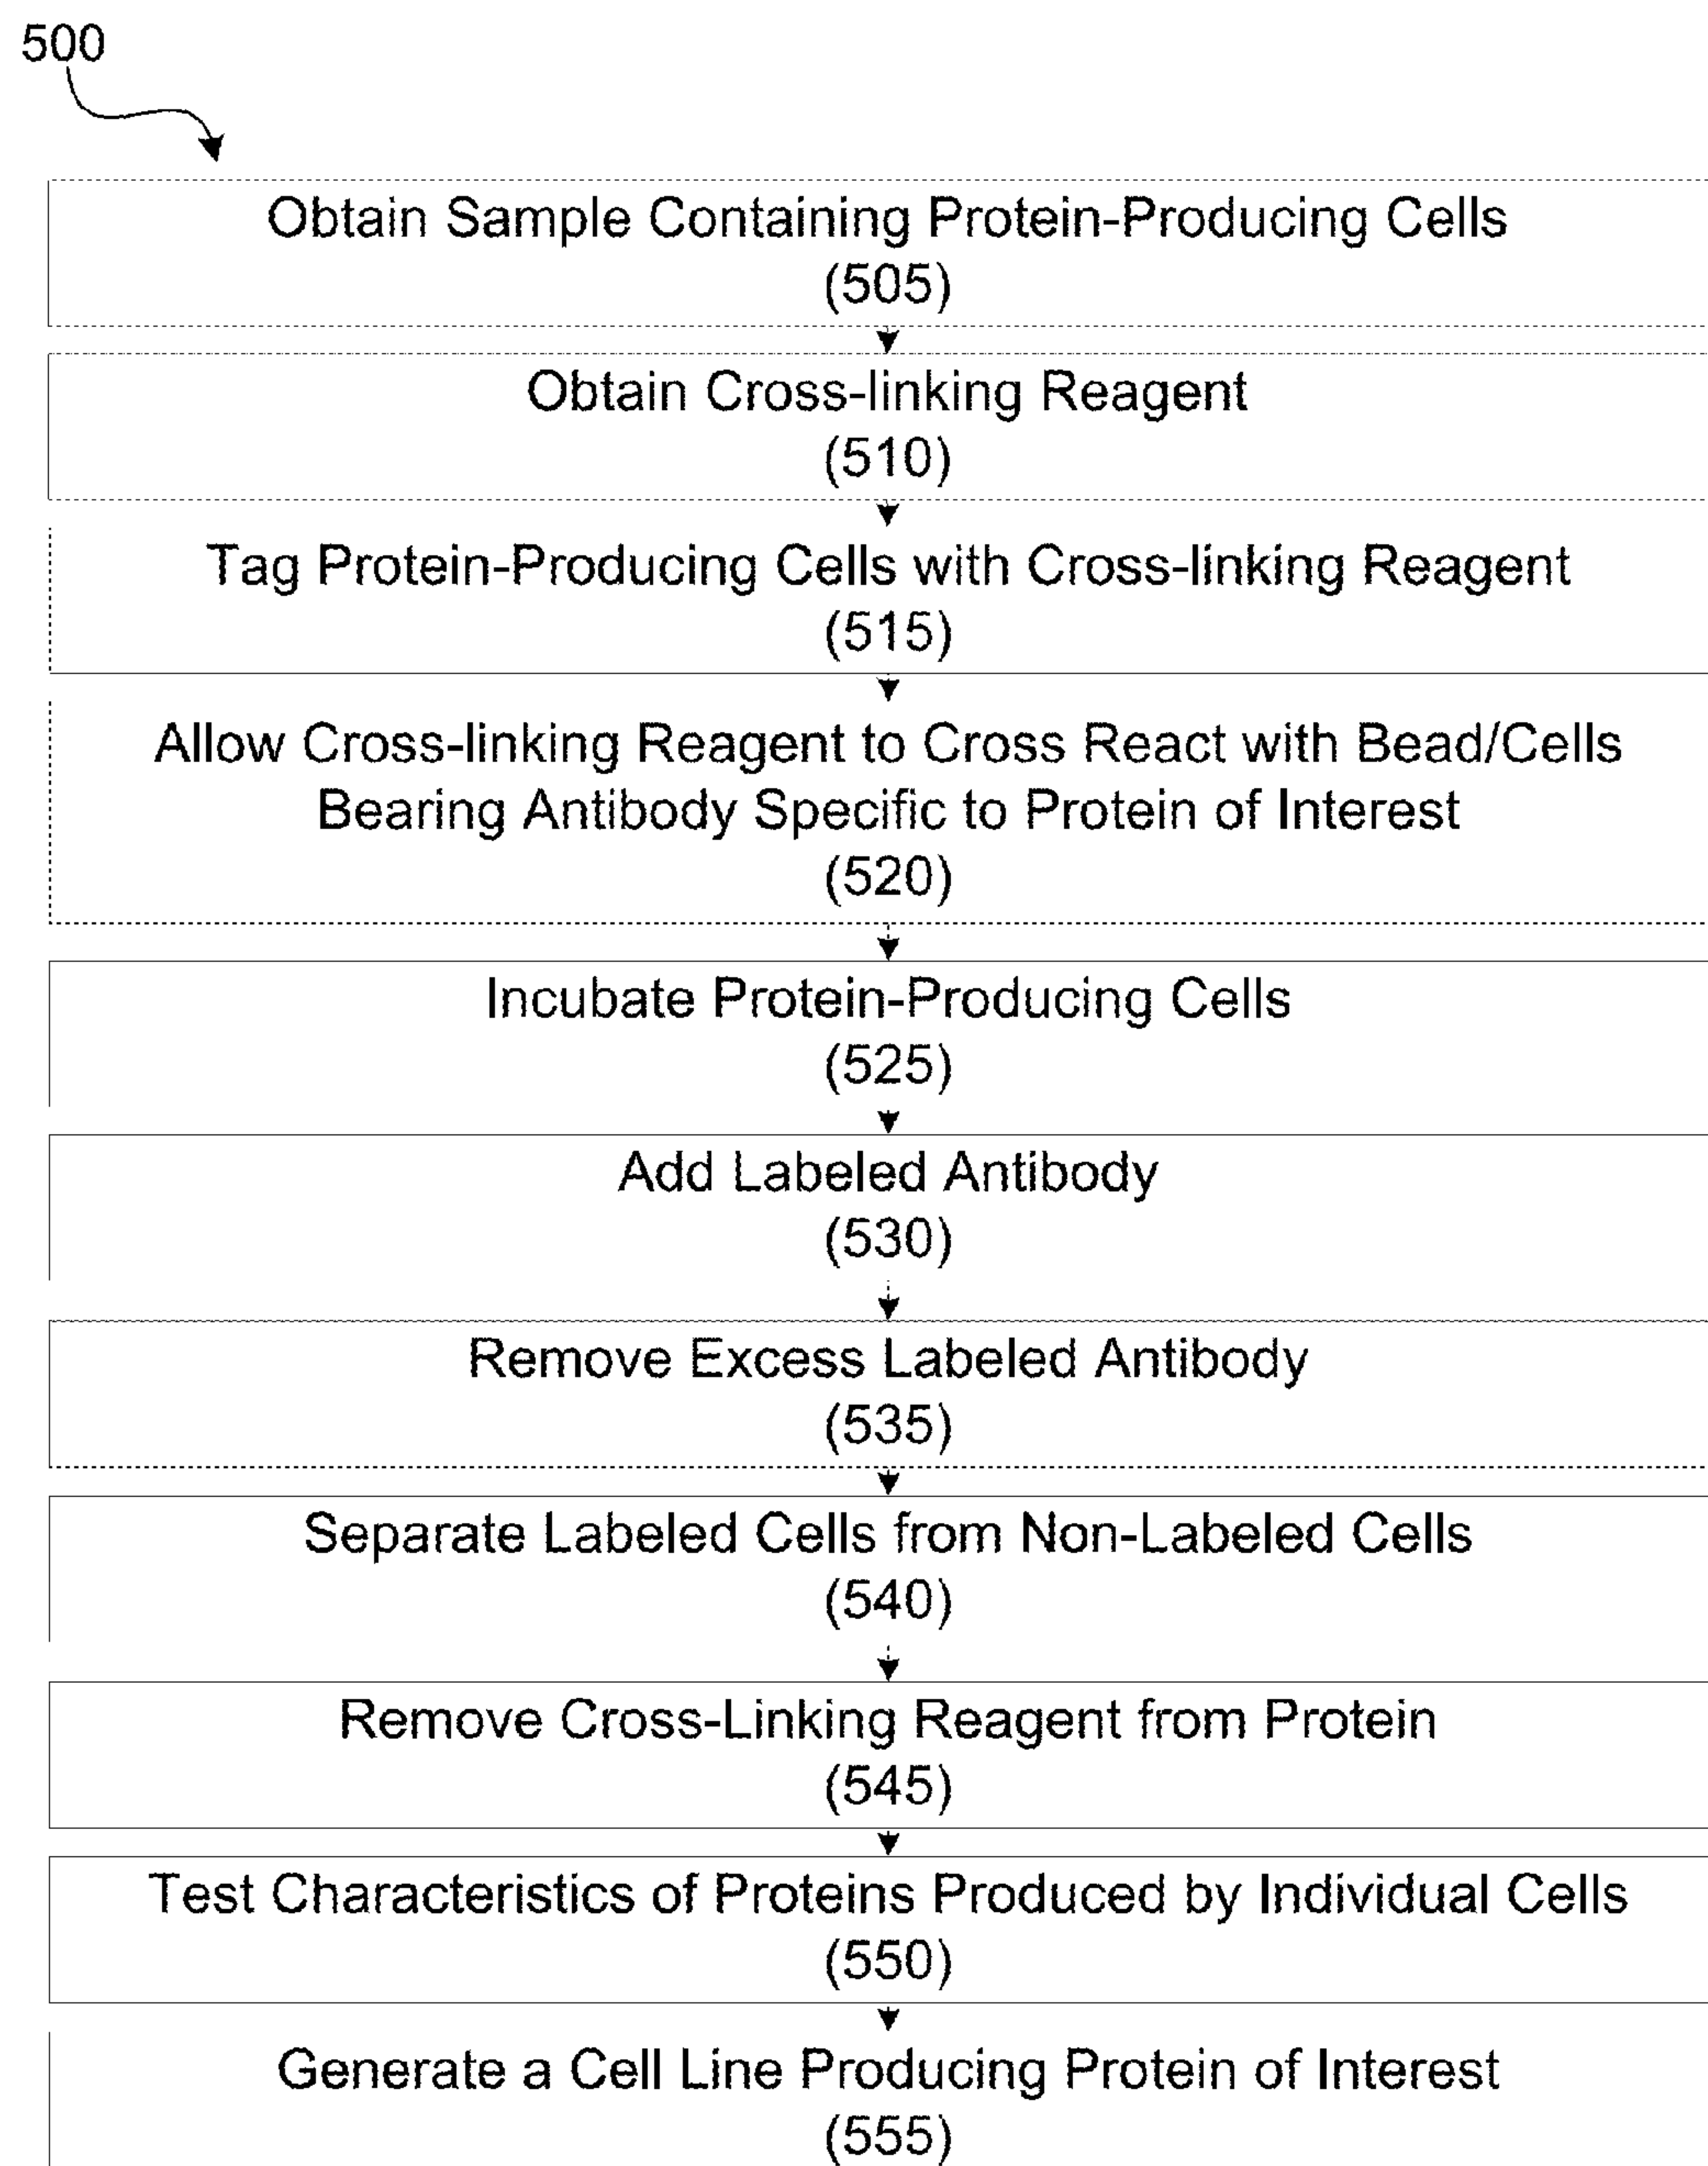 500
Obtain Sample Containing Protein-Producing Cells
(505)
Obtain Cross-linking Reagent
(510)
Tag Protein-Producing Cells with Cross-linking Reagent
(515)
Allow Cross-linking Reagent to Cross React with Bead/Cells
Bearing Antibody Specific to Protein of Interest
(520)
Incubate Protein-Producing Cells
(525)
Add Labeled Antibody
(530)
Remove Excess Labeled Antibody
(535)
Separate Labeled Cells from Non-Labeled Cells
(540)
Remove Cross-Linking Reagent from Protein
(545)
Test Characteristics of Proteins Produced by Individual Cells
(550)
Generate a Cell Line Producing Protein of Interest
(555)